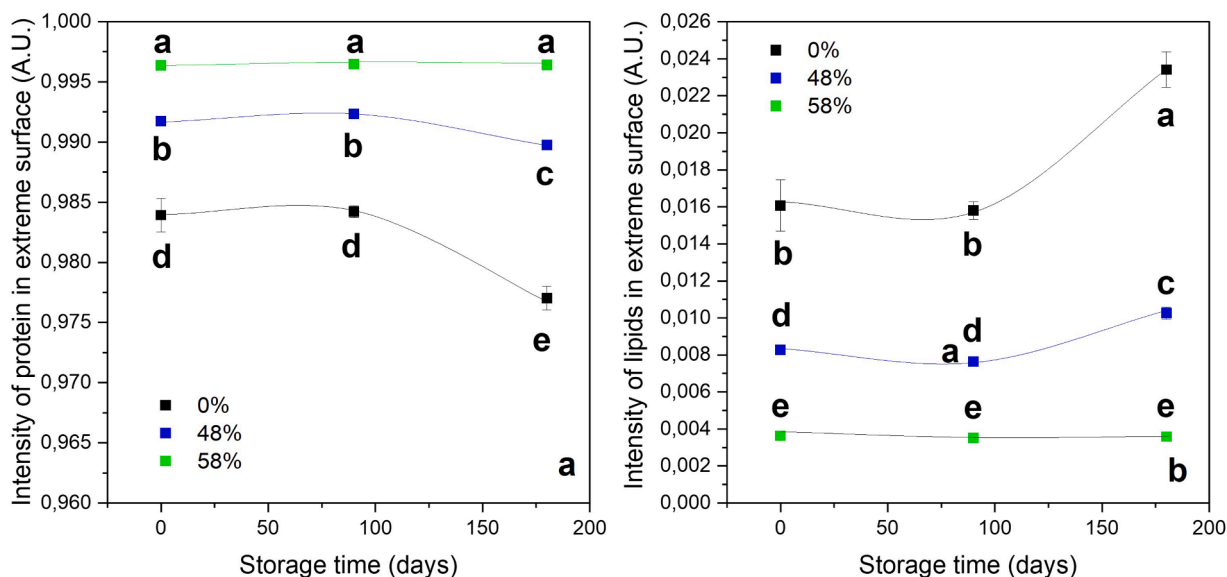 Intensity of protein in extreme surface (A.U.)
1,000
0,995
0,990
0,985
0,980
0,975
0,970
0,965
0,960
a a a
b b c
d d e
0%
48%
58%
a
0 50 100 150 200
Storage time (days)
Intensity of lipids in extreme surface (A.U.)
0,026
0,024
0,022
0,020
0,018
0,016
0,014
0,012
0,010
0,008
0,006
0,004
0,002
0,000
0%
48%
58%
a
b b
c
d d
a
e e e
b
0 50 100 150 200
Storage time (days)